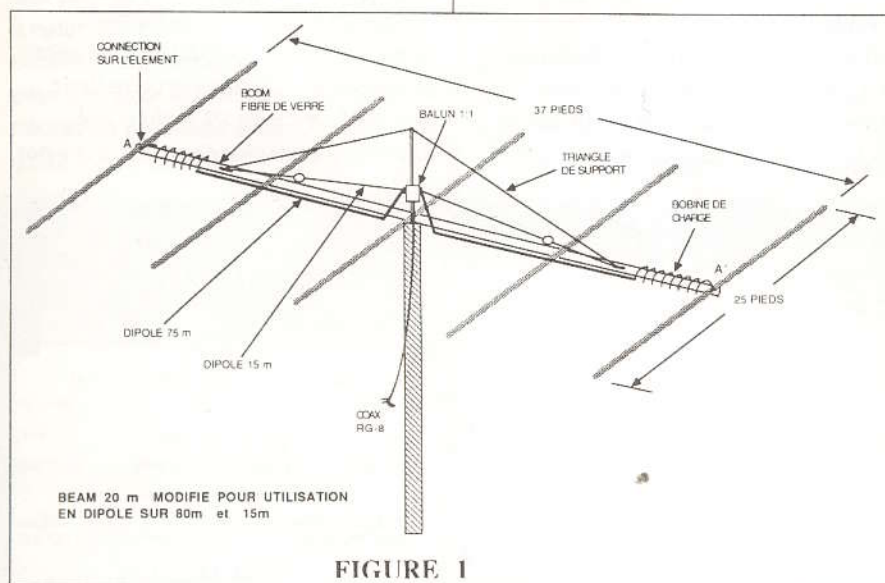 CONNECTION
SUR L'ELEMENT
BOOM
FIBRE DE VERRE
BALUN 1:1
37 PIEDS
TRIANGLE
DE SUPPORT
BOBINE DE
CHARGE
A
A'
25 PIEDS
DIPOLE 75 m
DIPOLE 15 m
COAX
RG-8
BEAM 20 m MODIFIE POUR UTILISATION
EN DIPOLE SUR 80m et 15m
FIGURE 1